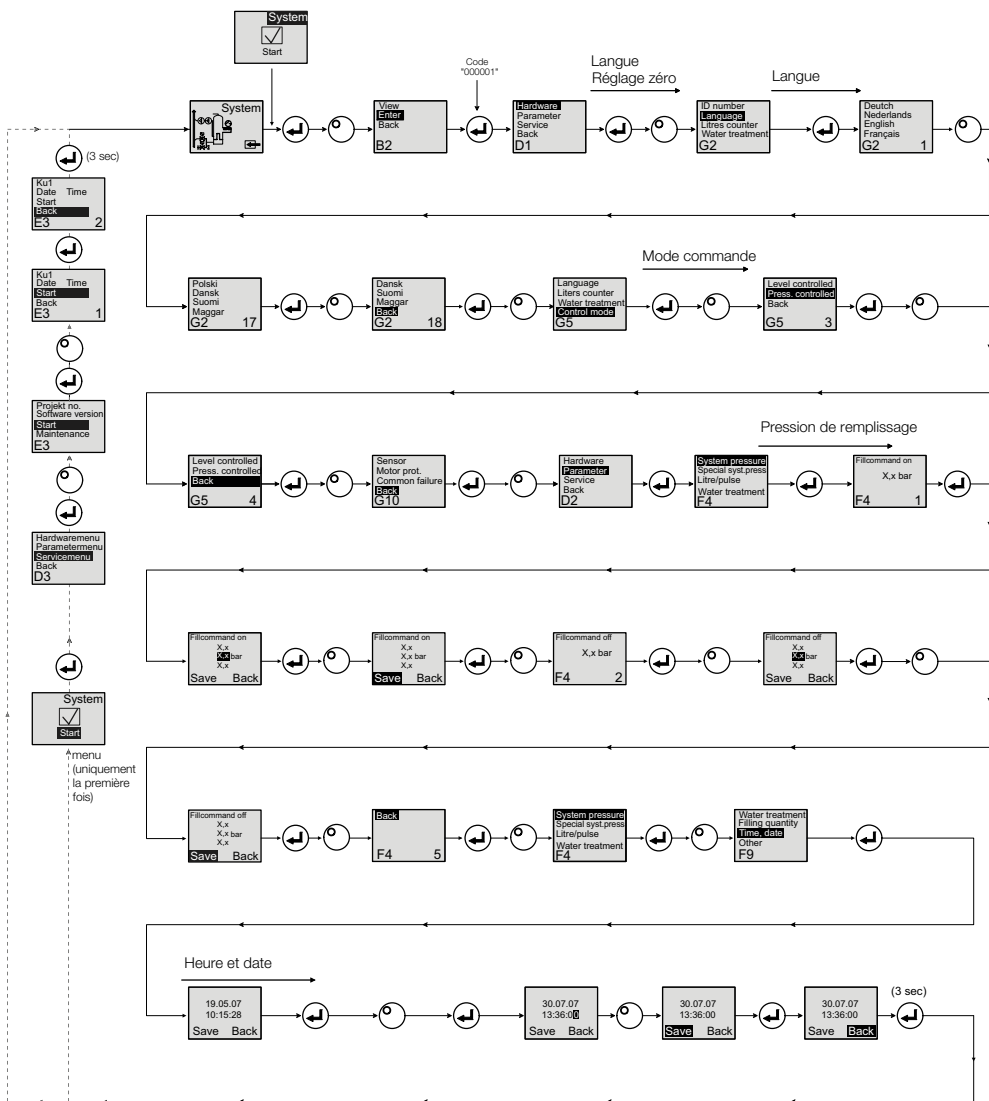 System
Start
Code
"000001"
Langue
Réglage zéro
Langue
System
View
Enter
Back
B2
Hardware
Parameter
Service
Back
D1
ID number
Language
Litres counter
Water treatment
G2
Deutch
Nederlands
English
Français
G2 1
(3 sec)
Ku1
Date Time
Start
Back
E3 2
Ku1
Date Time
Start
Back
E3 1
Projekt no.
Software version
Start
Maintenance
E3
Hardwaremenu
Parametermenu
Servicemenu
Back
D3
System
Start
menu
(uniquement
la première
fois)
Polski
Dansk
Suomi
Maggar
G2 17
Dansk
Suomi
Maggar
Back
G2 18
Language
Liters counter
Water treatment
Control mode
G5
Mode commande
Level controlled
Press. controlled
Back
G5 3
Level controlled
Press. controlled
Back
G5 4
Sensor
Motor prot.
Common failure
Back
G10
Hardware
Parameter
Service
Back
D2
Pression de remplissage
System pressure
Special syst.press
Litre/pulse
Water treatment
F4
Fillcommand on
X,x bar
F4 1
Fillcommand on
X,x
X,x bar
X,x
Save Back
Fillcommand on
X,x
X,x bar
X,x
Save Back
Fillcommand off
X,x bar
F4 2
Fillcommand off
X,x
X,x bar
X,x
Save Back
Fillcommand off
X,x
X,x bar
X,x
Save Back
Back
F4 5
System pressure
Special syst.press
Litre/pulse
Water treatment
F4
Water treatment
Filling quantity
Time, date
Other
F9
Heure et date
19.05.07
10:15:28
Save Back
30.07.07
13:36:00
Save Back
30.07.07
13:36:00
Save Back
30.07.07
13:36:00
Save Back
(3 sec)